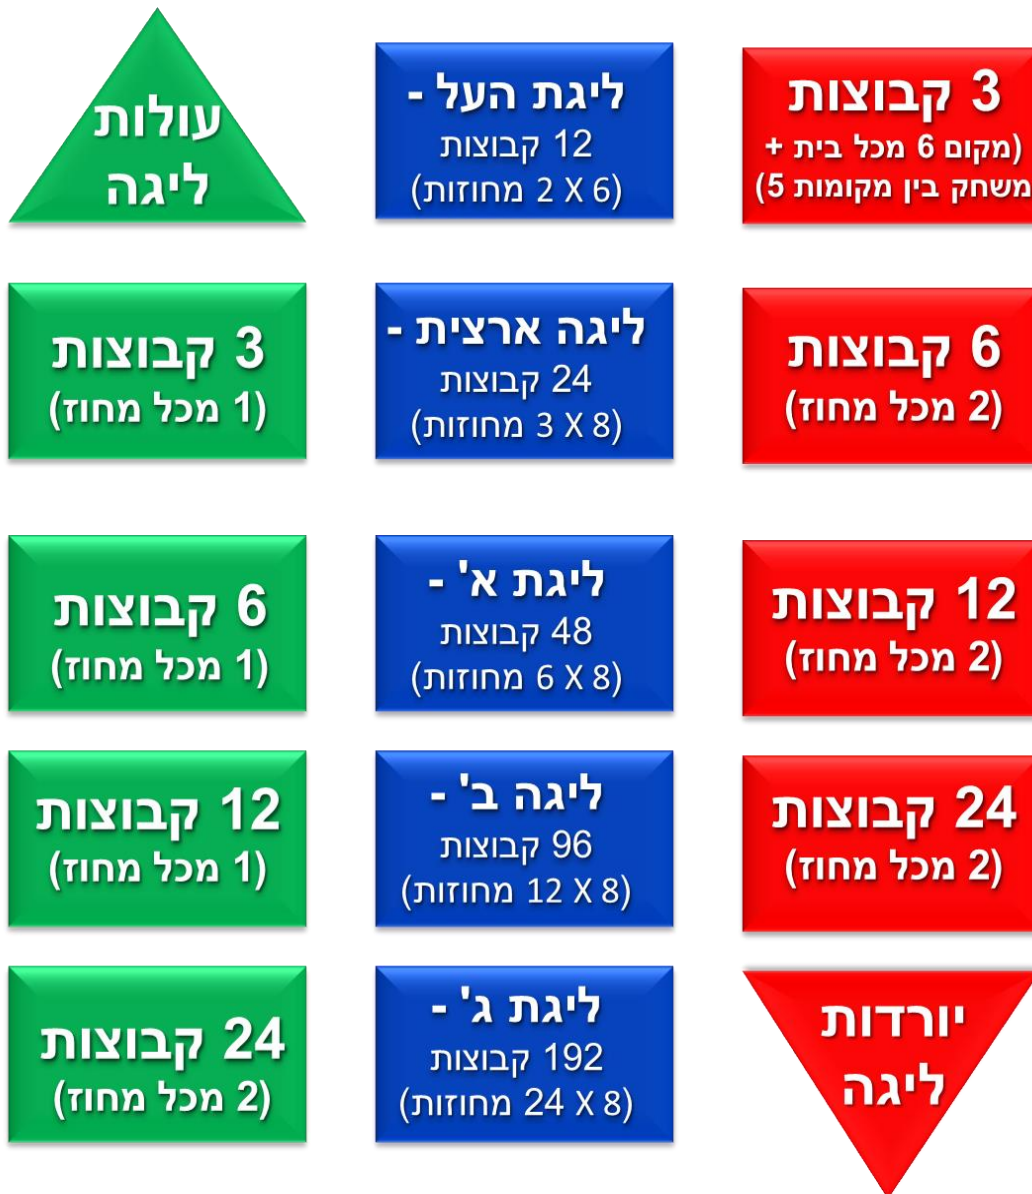 עולות
ליגה
ליגת העל -
12 קבוצות
(6 X 2 מחוזות)
3 קבוצות
(מקום 6 מכל בית +
משחק בין מקומות 5)
3 קבוצות
(1 מכל מחוז)
ליגה ארצית -
24 קבוצות
(8 X 3 מחוזות)
6 קבוצות
(2 מכל מחוז)
6 קבוצות
(1 מכל מחוז)
ליגת א' -
48 קבוצות
(8 X 6 מחוזות)
12 קבוצות
(2 מכל מחוז)
12 קבוצות
(1 מכל מחוז)
ליגה ב' -
96 קבוצות
(8 X 12 מחוזות)
24 קבוצות
(2 מכל מחוז)
24 קבוצות
(2 מכל מחוז)
ליגת ג' -
192 קבוצות
(8 X 24 מחוזות)
יורדות
ליגה